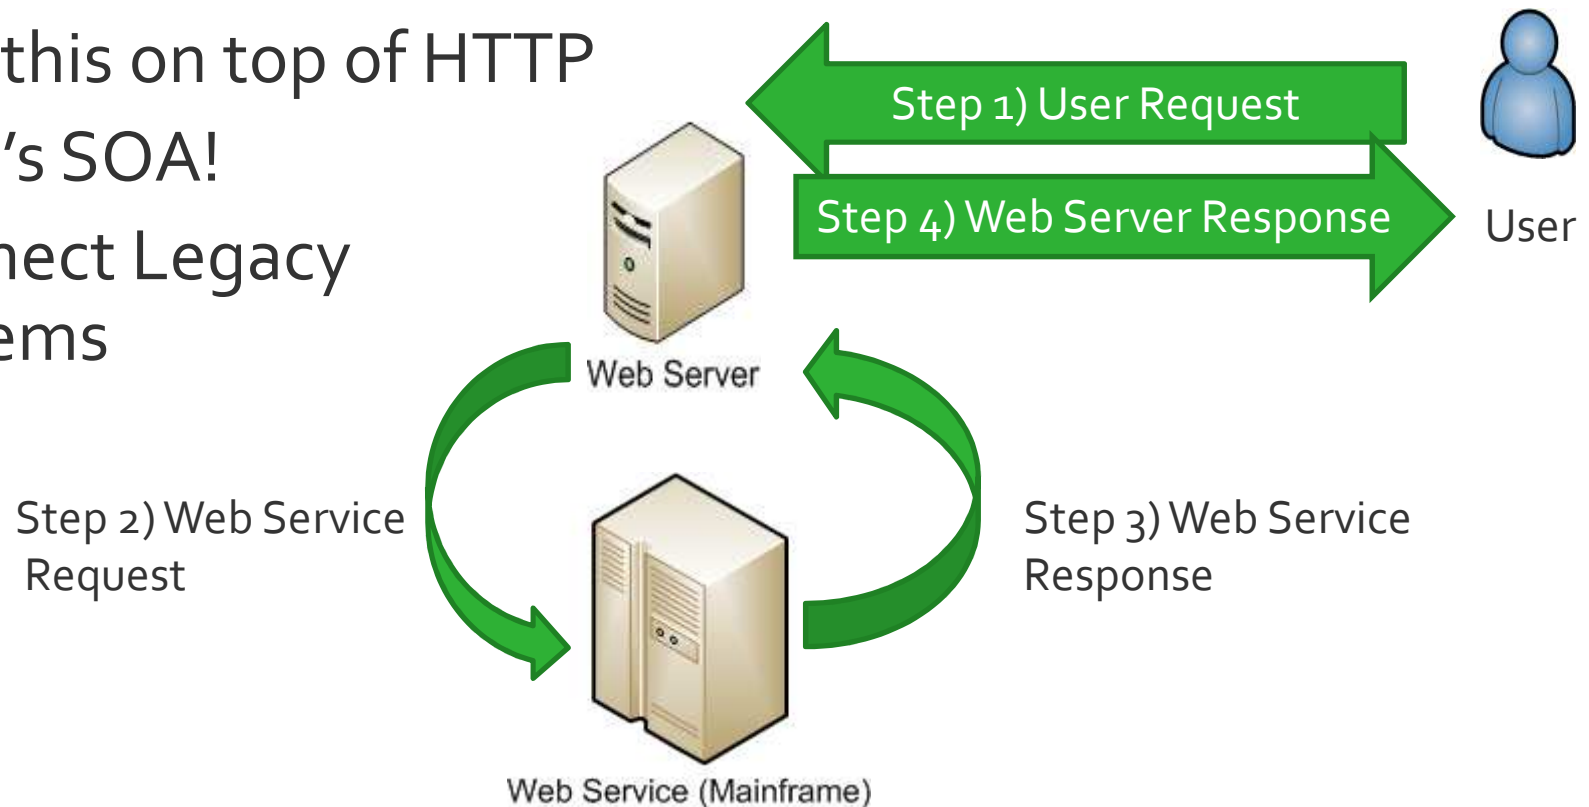 this on top of HTTP
’s SOA!
nect Legacy
ems
Step 1) User Request
Step 4) Web Server Response
User
Web Server
Step 2) Web Service
Request
Step 3) Web Service
Response
Web Service (Mainframe)